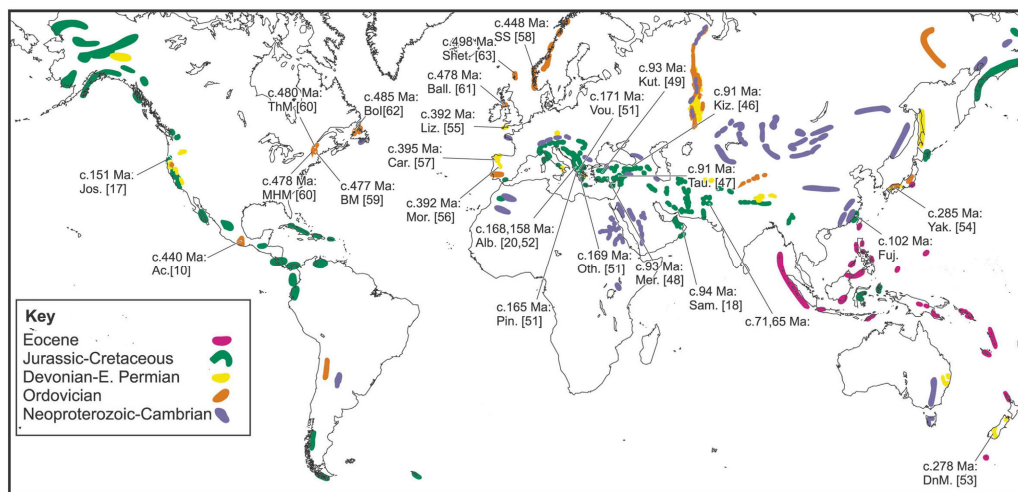 c.448 Ma:
SS [58]
c.498 Ma:
Shet. [63]
c.478 Ma:
Ball. [61]
c.93 Ma:
Kut. [49]
c.91 Ma:
Kiz. [46]
c.480 Ma:
ThM [60]
c.485 Ma:
Bol[62]
c.392 Ma:
Liz. [55]
c.171 Ma:
Vou. [51]
c.395 Ma:
Car. [57]
c.151 Ma:
Jos. [17]
c.478 Ma:
MHM [60]
c.477 Ma:
BM [59]
c.392 Ma:
Mor. [56]
c.91 Ma:
Tau. [47]
c.285 Ma:
Yak. [54]
c.168,158 Ma:
Alb. [20,52]
c.440 Ma:
Ac.[10]
c.169 Ma:
Oth. [51]
c.93 Ma:
Mer. [48]
c.102 Ma:
Fuj.
c.94 Ma:
Sam. [18]
c.165 Ma:
Pin. [51]
c.71,65 Ma:
Key
Eocene
Jurassic-Cretaceous
Devonian-E. Permian
Ordovician
Neoproterozoic-Cambrian
c.278 Ma:
DnM. [53]